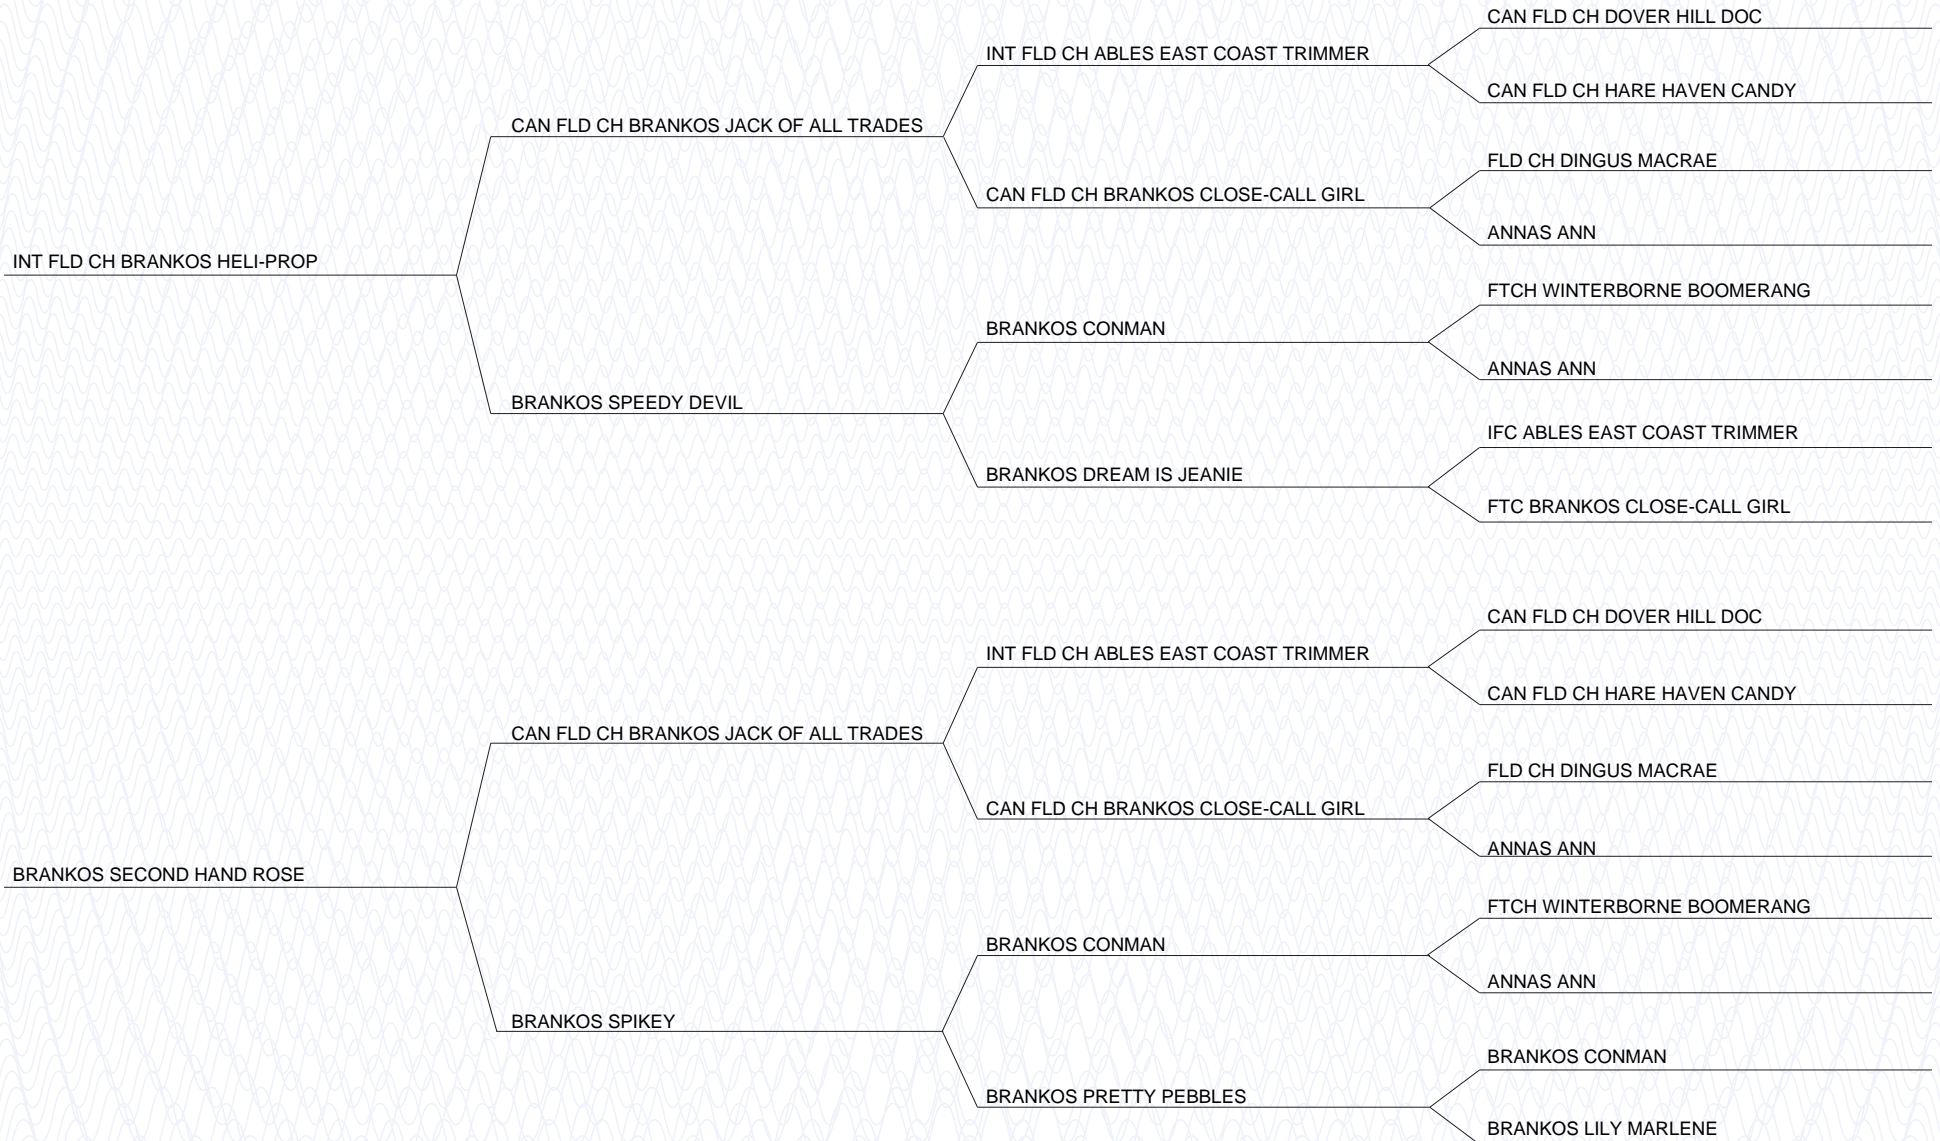 CAN FLD CH DOVER HILL DOC
INT FLD CH ABLES EAST COAST TRIMMER
CAN FLD CH HARE HAVEN CANDY
CAN FLD CH BRANKOS JACK OF ALL TRADES
FLD CH DINGUS MACRAE
CAN FLD CH BRANKOS CLOSE-CALL GIRL
ANNAS ANN
INT FLD CH BRANKOS HELI-PROP
FTCH WINTERBORNE BOOMERANG
BRANKOS CONMAN
ANNAS ANN
BRANKOS SPEEDY DEVIL
IFC ABLES EAST COAST TRIMMER
BRANKOS DREAM IS JEANIE
FTC BRANKOS CLOSE-CALL GIRL
CAN FLD CH DOVER HILL DOC
INT FLD CH ABLES EAST COAST TRIMMER
CAN FLD CH HARE HAVEN CANDY
CAN FLD CH BRANKOS JACK OF ALL TRADES
FLD CH DINGUS MACRAE
CAN FLD CH BRANKOS CLOSE-CALL GIRL
ANNAS ANN
BRANKOS SECOND HAND ROSE
FTCH WINTERBORNE BOOMERANG
BRANKOS CONMAN
ANNAS ANN
BRANKOS SPIKEY
BRANKOS CONMAN
BRANKOS PRETTY PEBBLES
BRANKOS LILY MARLENE